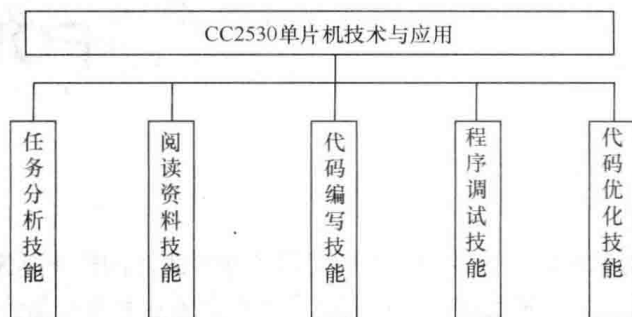 CC2530单片机技术与应用
任务分析技能
阅读资料技能
代码编写技能
程序调试技能
代码优化技能